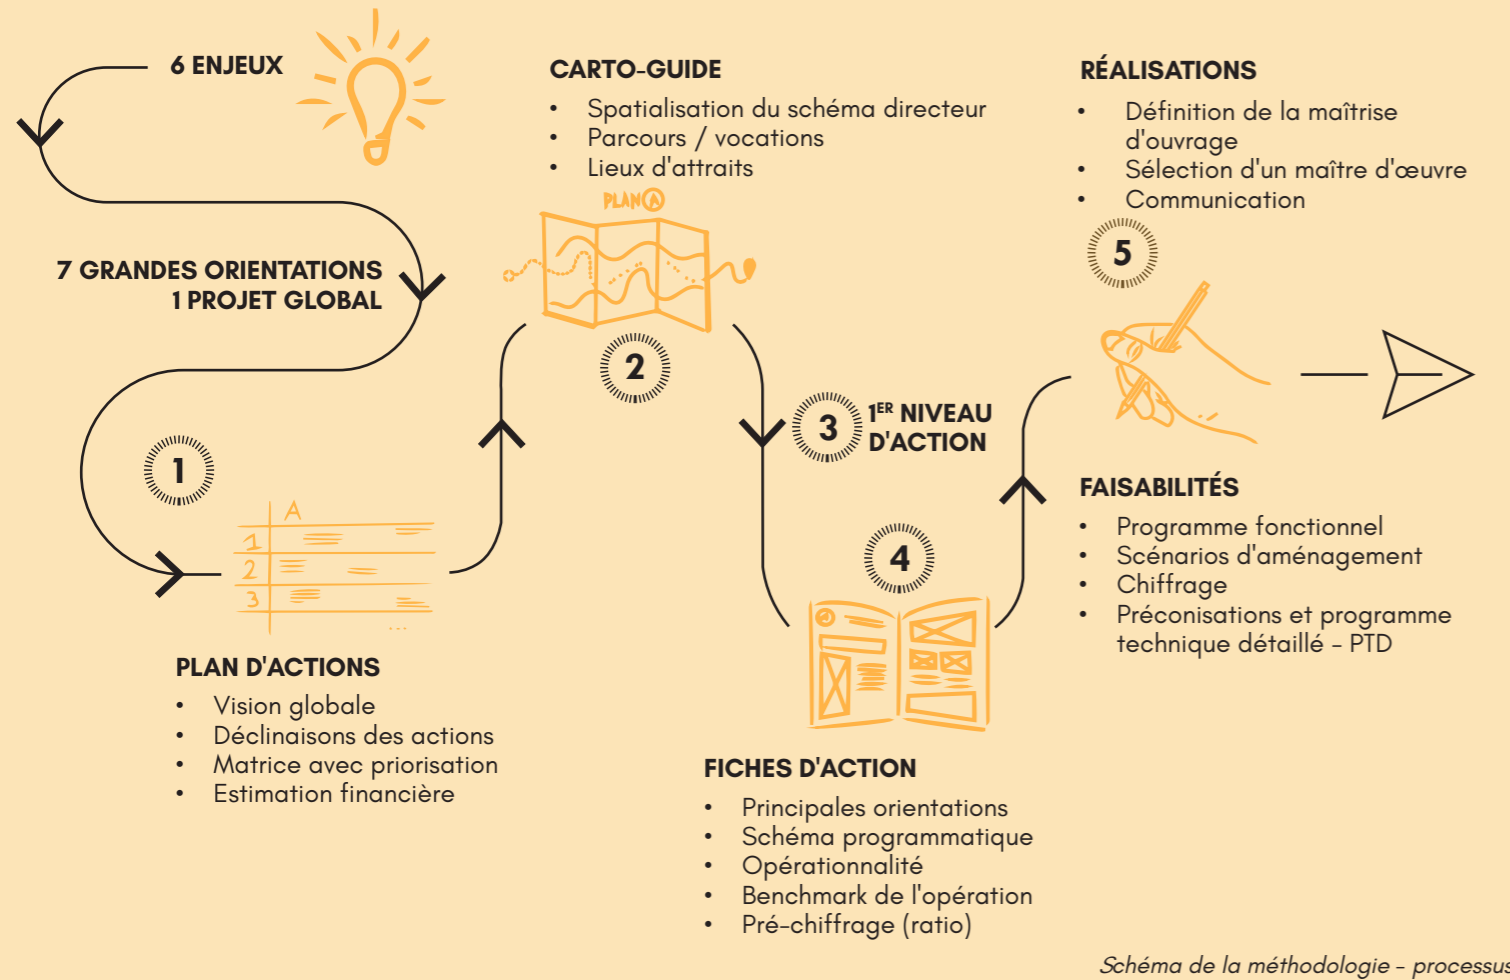 6 ENJEUX
7 GRANDES ORIENTATIONS
1 PROJET GLOBAL
1
A
1
2
3
...
PLAN D'ACTIONS
• Vision globale
• Déclinaisons des actions
• Matrice avec priorisation
• Estimation financière
CARTO-GUIDE
• Spatialisation du schéma directeur
• Parcours / vocations
• Lieux d'attraits
PLAN A
2
3
1ER NIVEAU
D'ACTION
4
FICHES D'ACTION
• Principales orientations
• Schéma programmatique
• Opérationnalité
• Benchmark de l'opération
• Pré-chiffrage (ratio)
RÉALISATIONS
• Définition de la maîtrise
d'ouvrage
• Sélection d'un maître d'œuvre
• Communication
5
FAISABILITÉS
• Programme fonctionnel
• Scénarios d'aménagement
• Chiffrage
• Préconisations et programme
technique détaillé - PTD
Schéma de la méthodologie - processus